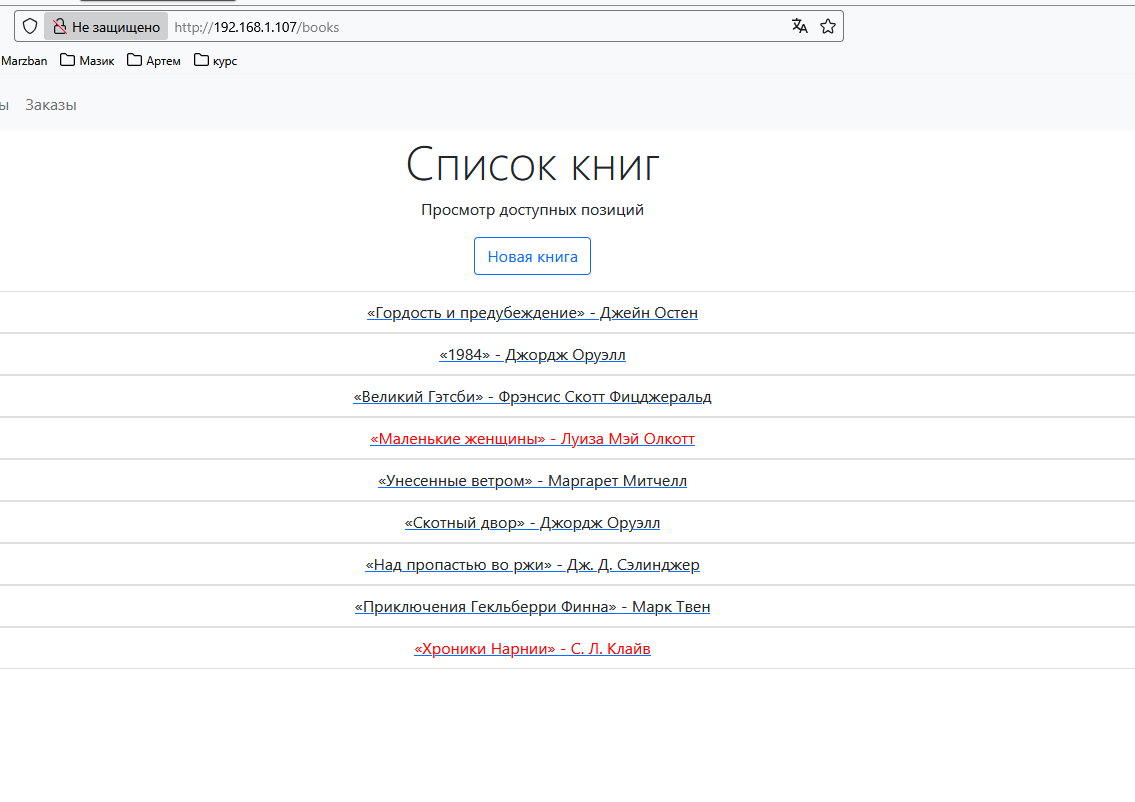 Не защищено http://192.168.1.107/books
Marzban Мазик Артем курс
ы Заказы
Список книг
Просмотр доступных позиций
Новая книга
«Гордость и предубеждение» - Джейн Остен
«1984» - Джордж Оруэлл
«Великий Гэтсби» - Фрэнсис Скотт Фицджеральд
«Маленькие женщины» - Луиза Мэй Олкотт
«Унесенные ветром» - Маргарет Митчелл
«Скотный двор» - Джордж Оруэлл
«Над пропастью во ржи» - Дж. Д. Сэлинджер
«Приключения Гекльберри Финна» - Марк Твен
«Хроники Нарнии» - С. Л. Клайв